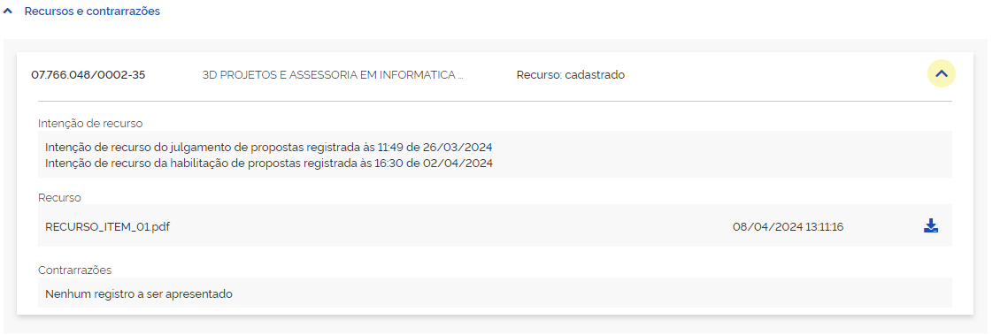 Recursos e contrarrazões
07.766.048/0002-35 3D PROJETOS E ASSESSORIA EM INFORMATICA ... Recurso: cadastrado
Intenção de recurso
Intenção de recurso do julgamento de propostas registrada às 11:49 de 26/03/2024
Intenção de recurso da habilitação de propostas registrada às 16:30 de 02/04/2024
Recurso
RECURSO_ITEM_01.pdf 08/04/2024 13:11:16
Contrarrazões
Nenhum registro a ser apresentado